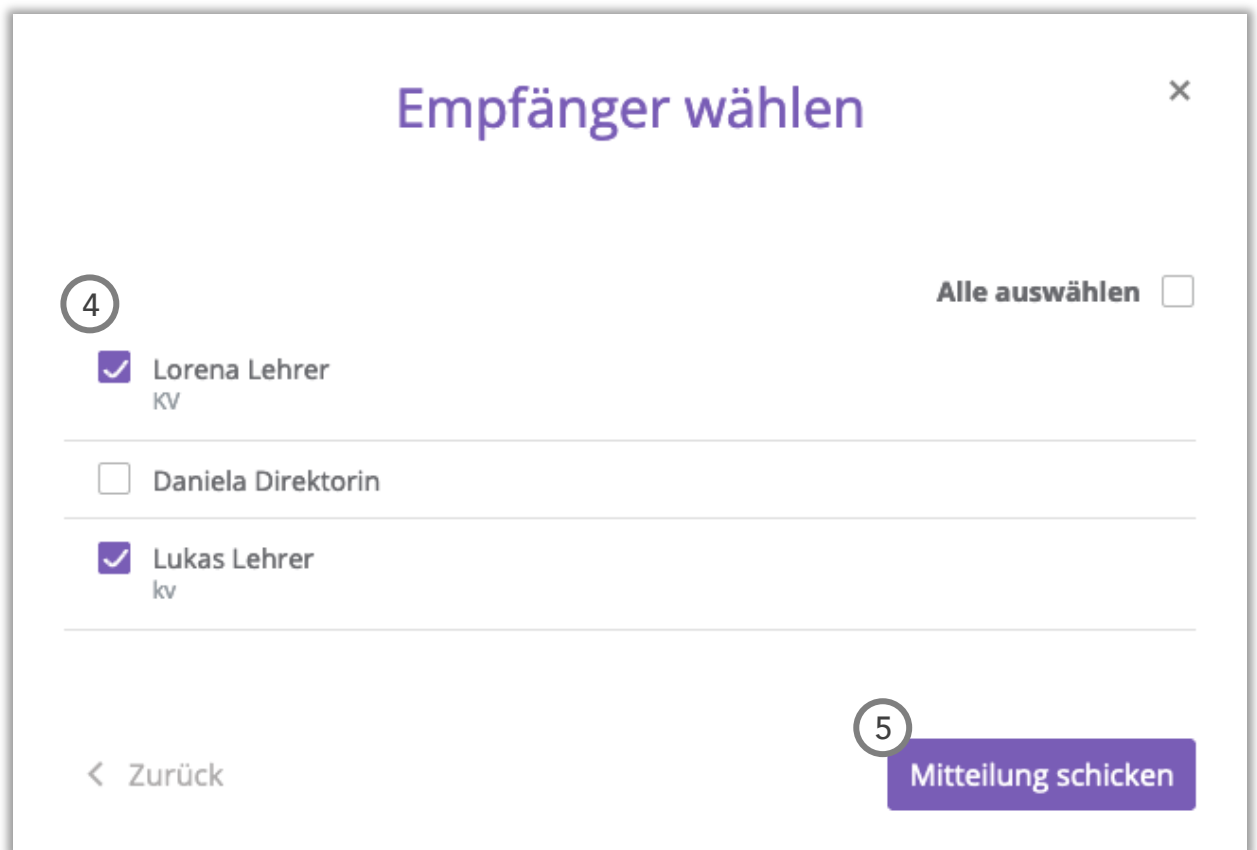 Empfänger wählen
×
Alle auswählen
4
Lorena Lehrer
KV
Daniela Direktorin
Lukas Lehrer
kv
5
Zurück
Mitteilung schicken